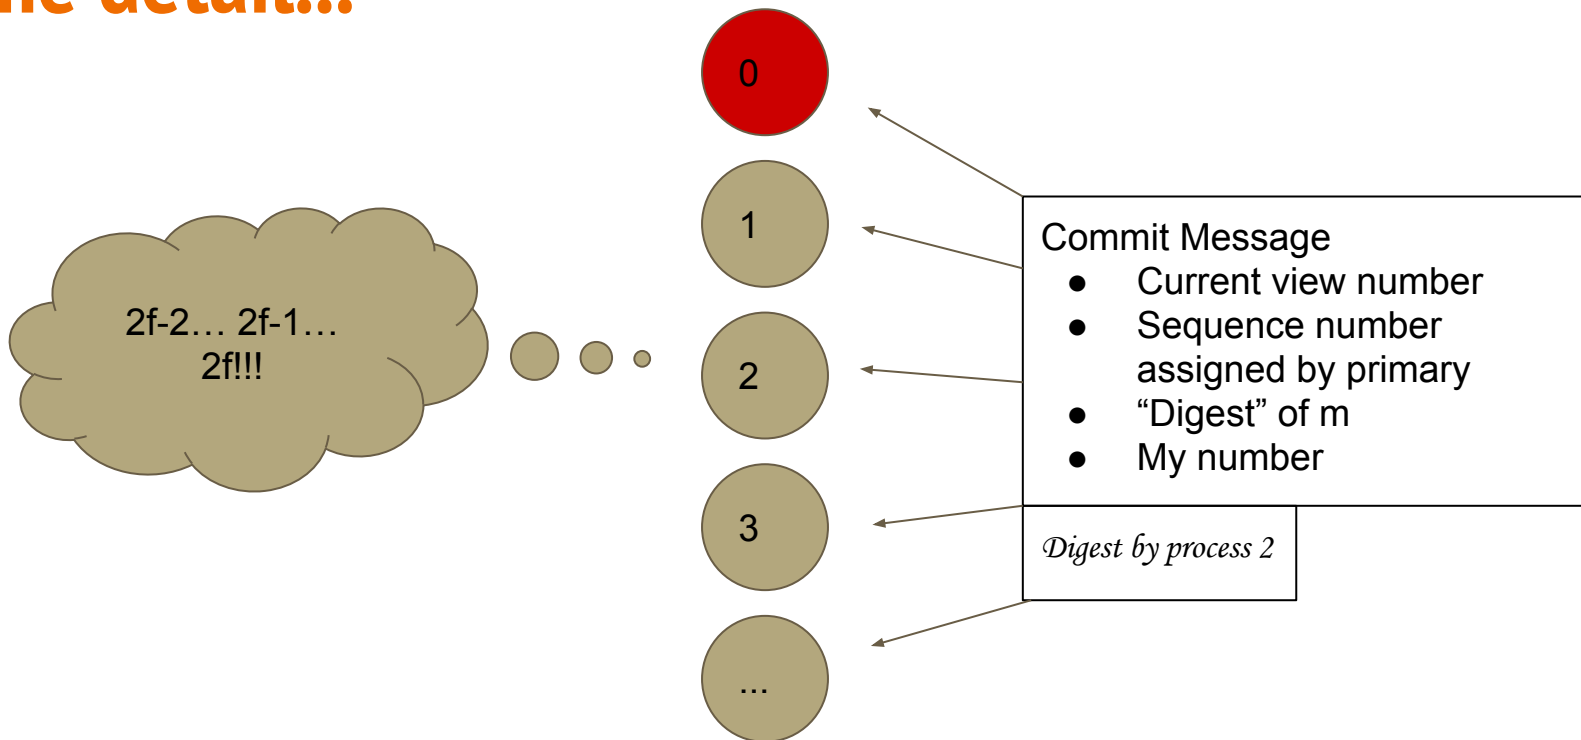 detail...
0
1
2
3
...
2f-2… 2f-1…
2f!!!
Commit Message
● Current view number
● Sequence number
assigned by primary
● “Digest” of m
● My number
Digest by process 2